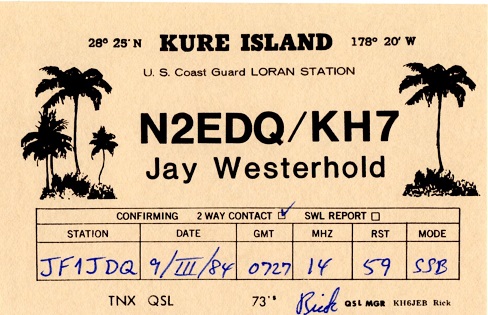 28° 25' N KURE ISLAND 178° 20' W
U. S. Coast Guard LORAN STATION
N2EDQ/KH7
Jay Westerhold
CONFIRMING 2 WAY CONTACT ☑ SWL REPORT ☐
STATION DATE GMT MHZ RST MODE
JF1JDQ 9/III/84 0727 14 59 SSB
TNX QSL 73's Rick QSL MGR KH6JEB Rick